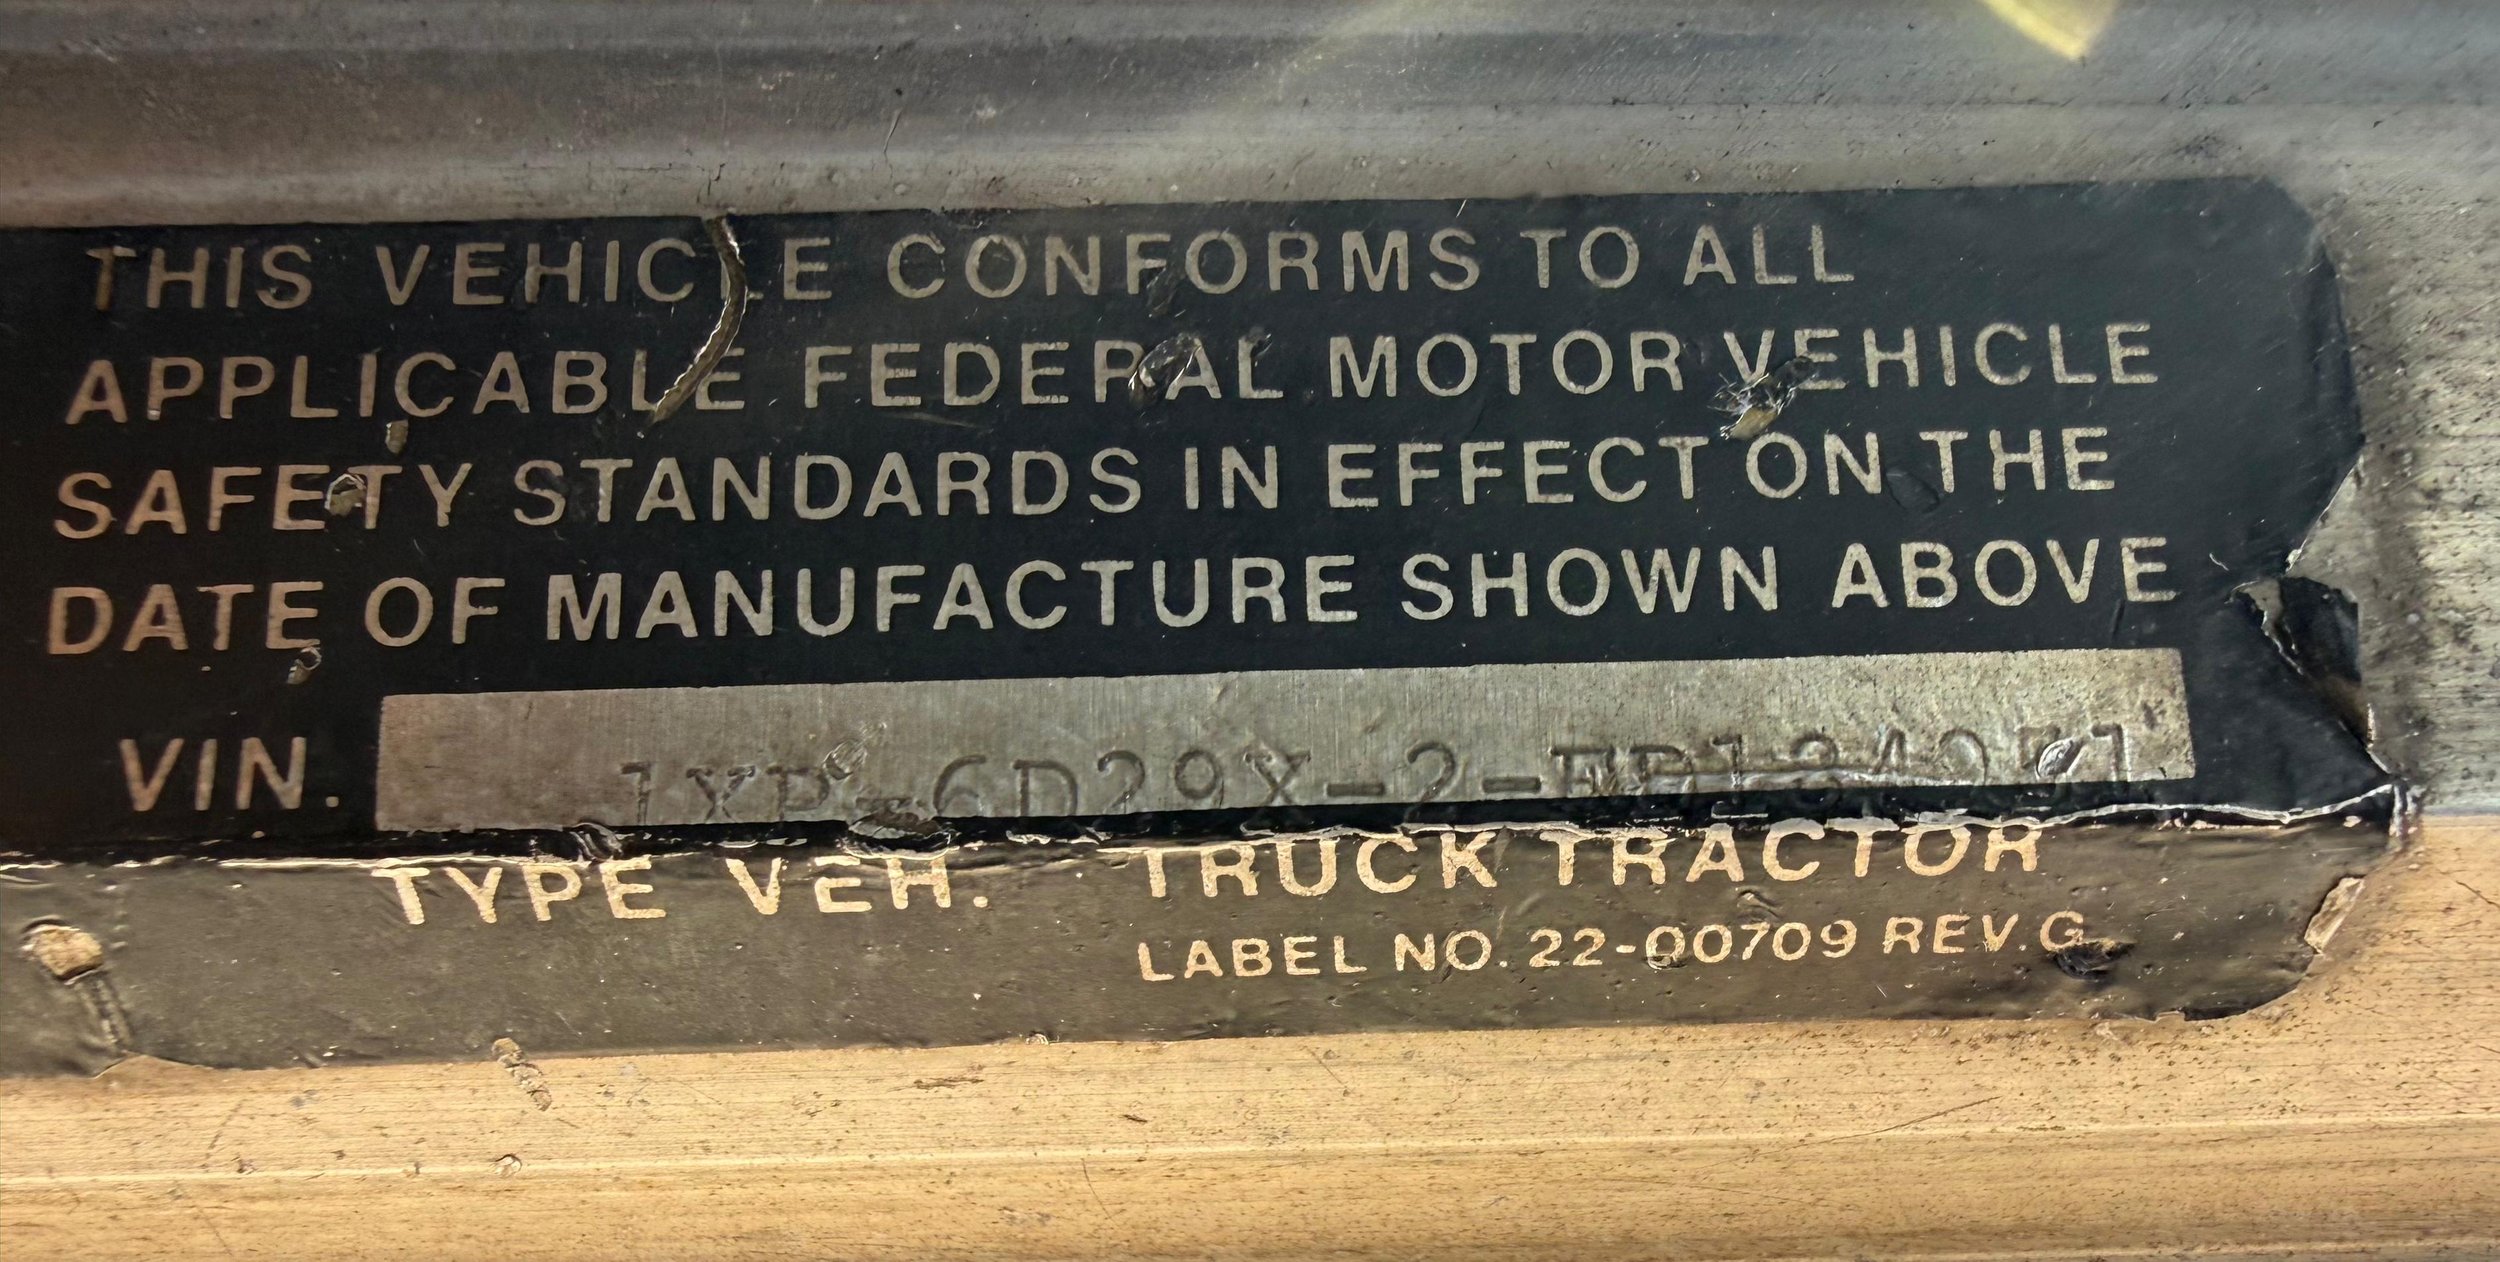 THIS VEHICLE CONFORMS TO ALL
APPLICABLE FEDERAL MOTOR VEHICLE
SAFETY STANDARDS IN EFFECT ON THE
DATE OF MANUFACTURE SHOWN ABOVE
VIN.
TYPE VEH. TRUCK TRACTOR
LABEL NO. 22-00709 REV. G